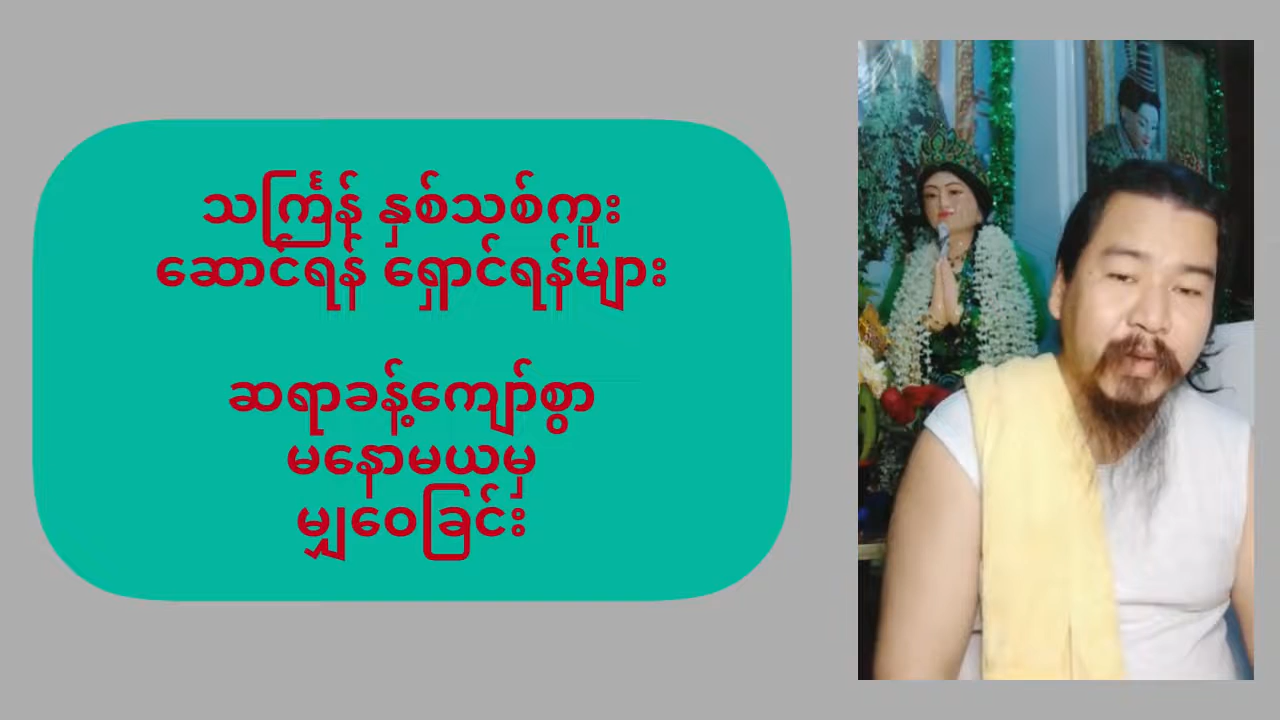 သင်္ကြန် နှစ်သစ်ကူး
ဆောင်ရန် ရှောင်ရန်များ
ဆရာခန့်ကျော်စွာ
မနောမယမှ
မျှဝေခြင်း